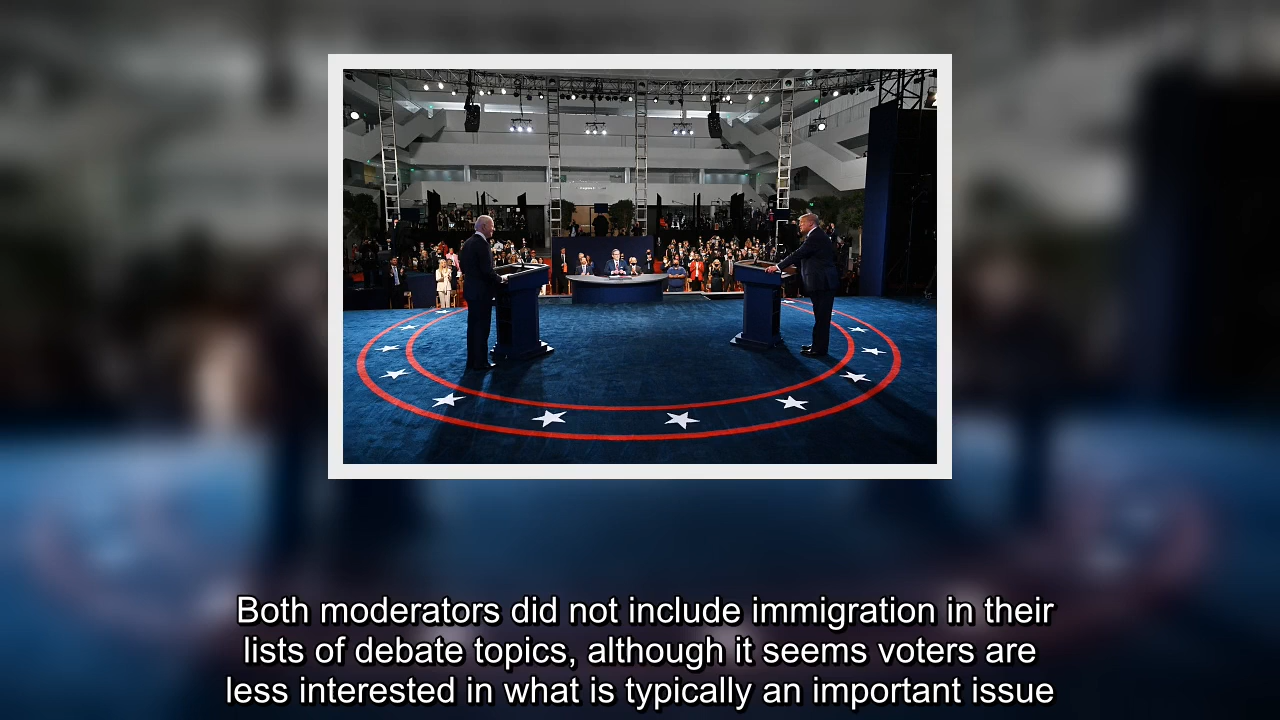 Both moderators did not include immigration in their
lists of debate topics, although it seems voters are
less interested in what is typically an important issue